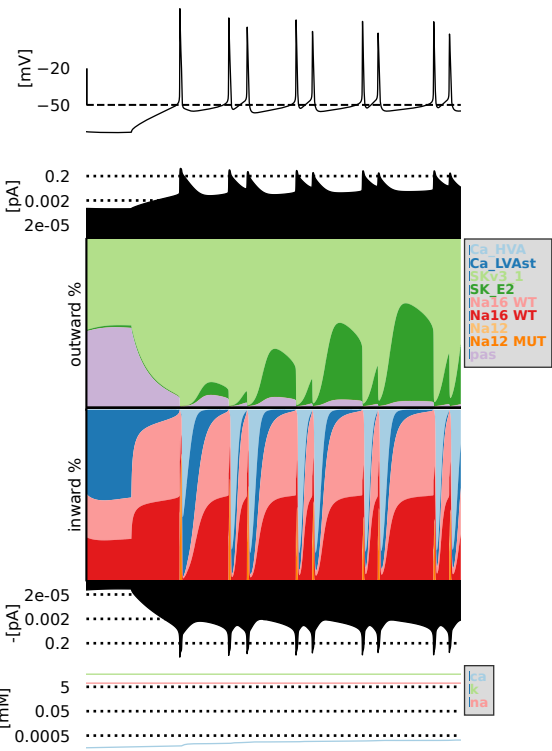 [mV]
−20
−50
[pA]
0.2
0.002
2e-05
outward %
Ca_HVA
Ca_LVAst
SKv3_1
SK_E2
Na16 WT
Na16 WT
Na12
Na12 MUT
pas
inward %
-[pA]
2e-05
0.002
0.2
[mM]
5
0.05
0.0005
ca
k
na